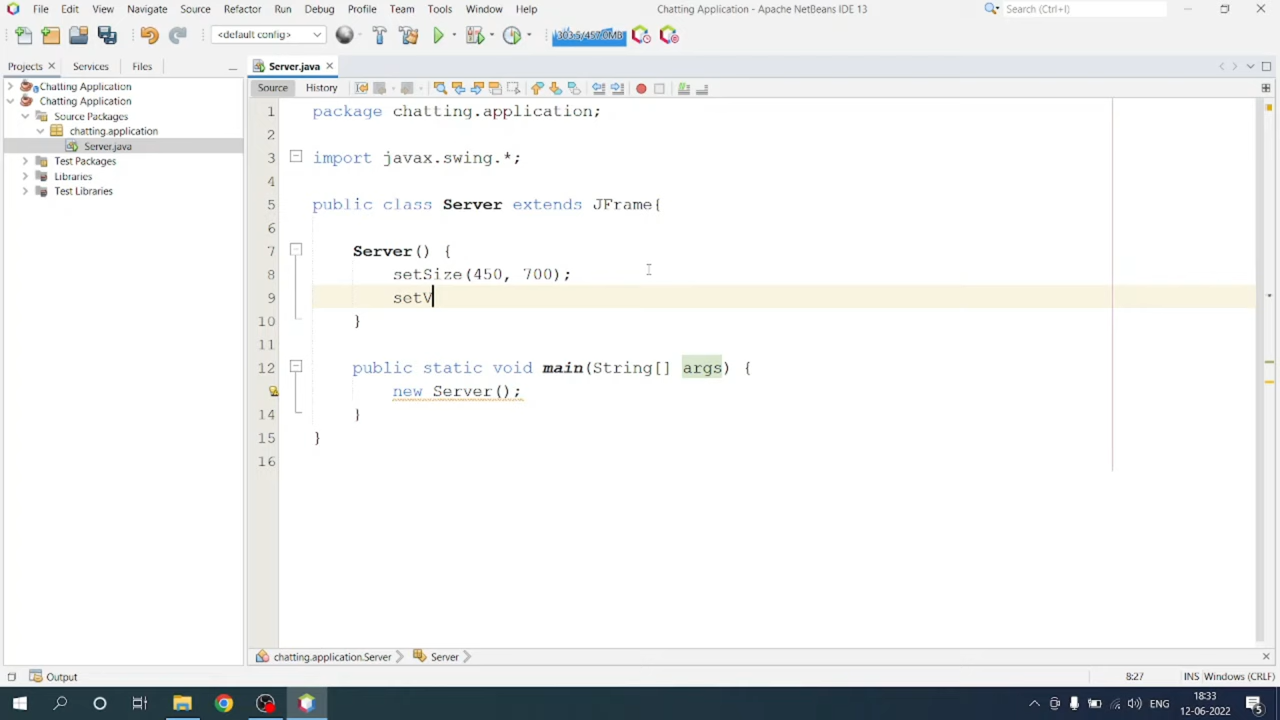 File Edit View Navigate Source Refactor Run Debug Profile Team Tools Window Help
Chatting Application - Apache NetBeans IDE 13
Search (Ctrl+I)
<default config>
303.5/457.0MB
Projects Services Files
Server.java
Source History
Chatting Application
Chatting Application
Source Packages
chatting.application
Server.java
Test Packages
Libraries
Test Libraries
1 package chatting.application;
2
3 import javax.swing.*;
4
5 public class Server extends JFrame{
6
7 Server() {
8 setSize(450, 700);
9 setV
10 }
11
12 public static void main(String[] args) {
new Server();
14 }
15 }
16
chatting.application.Server Server
Output
8:27 INS Windows (CRLF)
ENG
18:33
12-06-2022
5